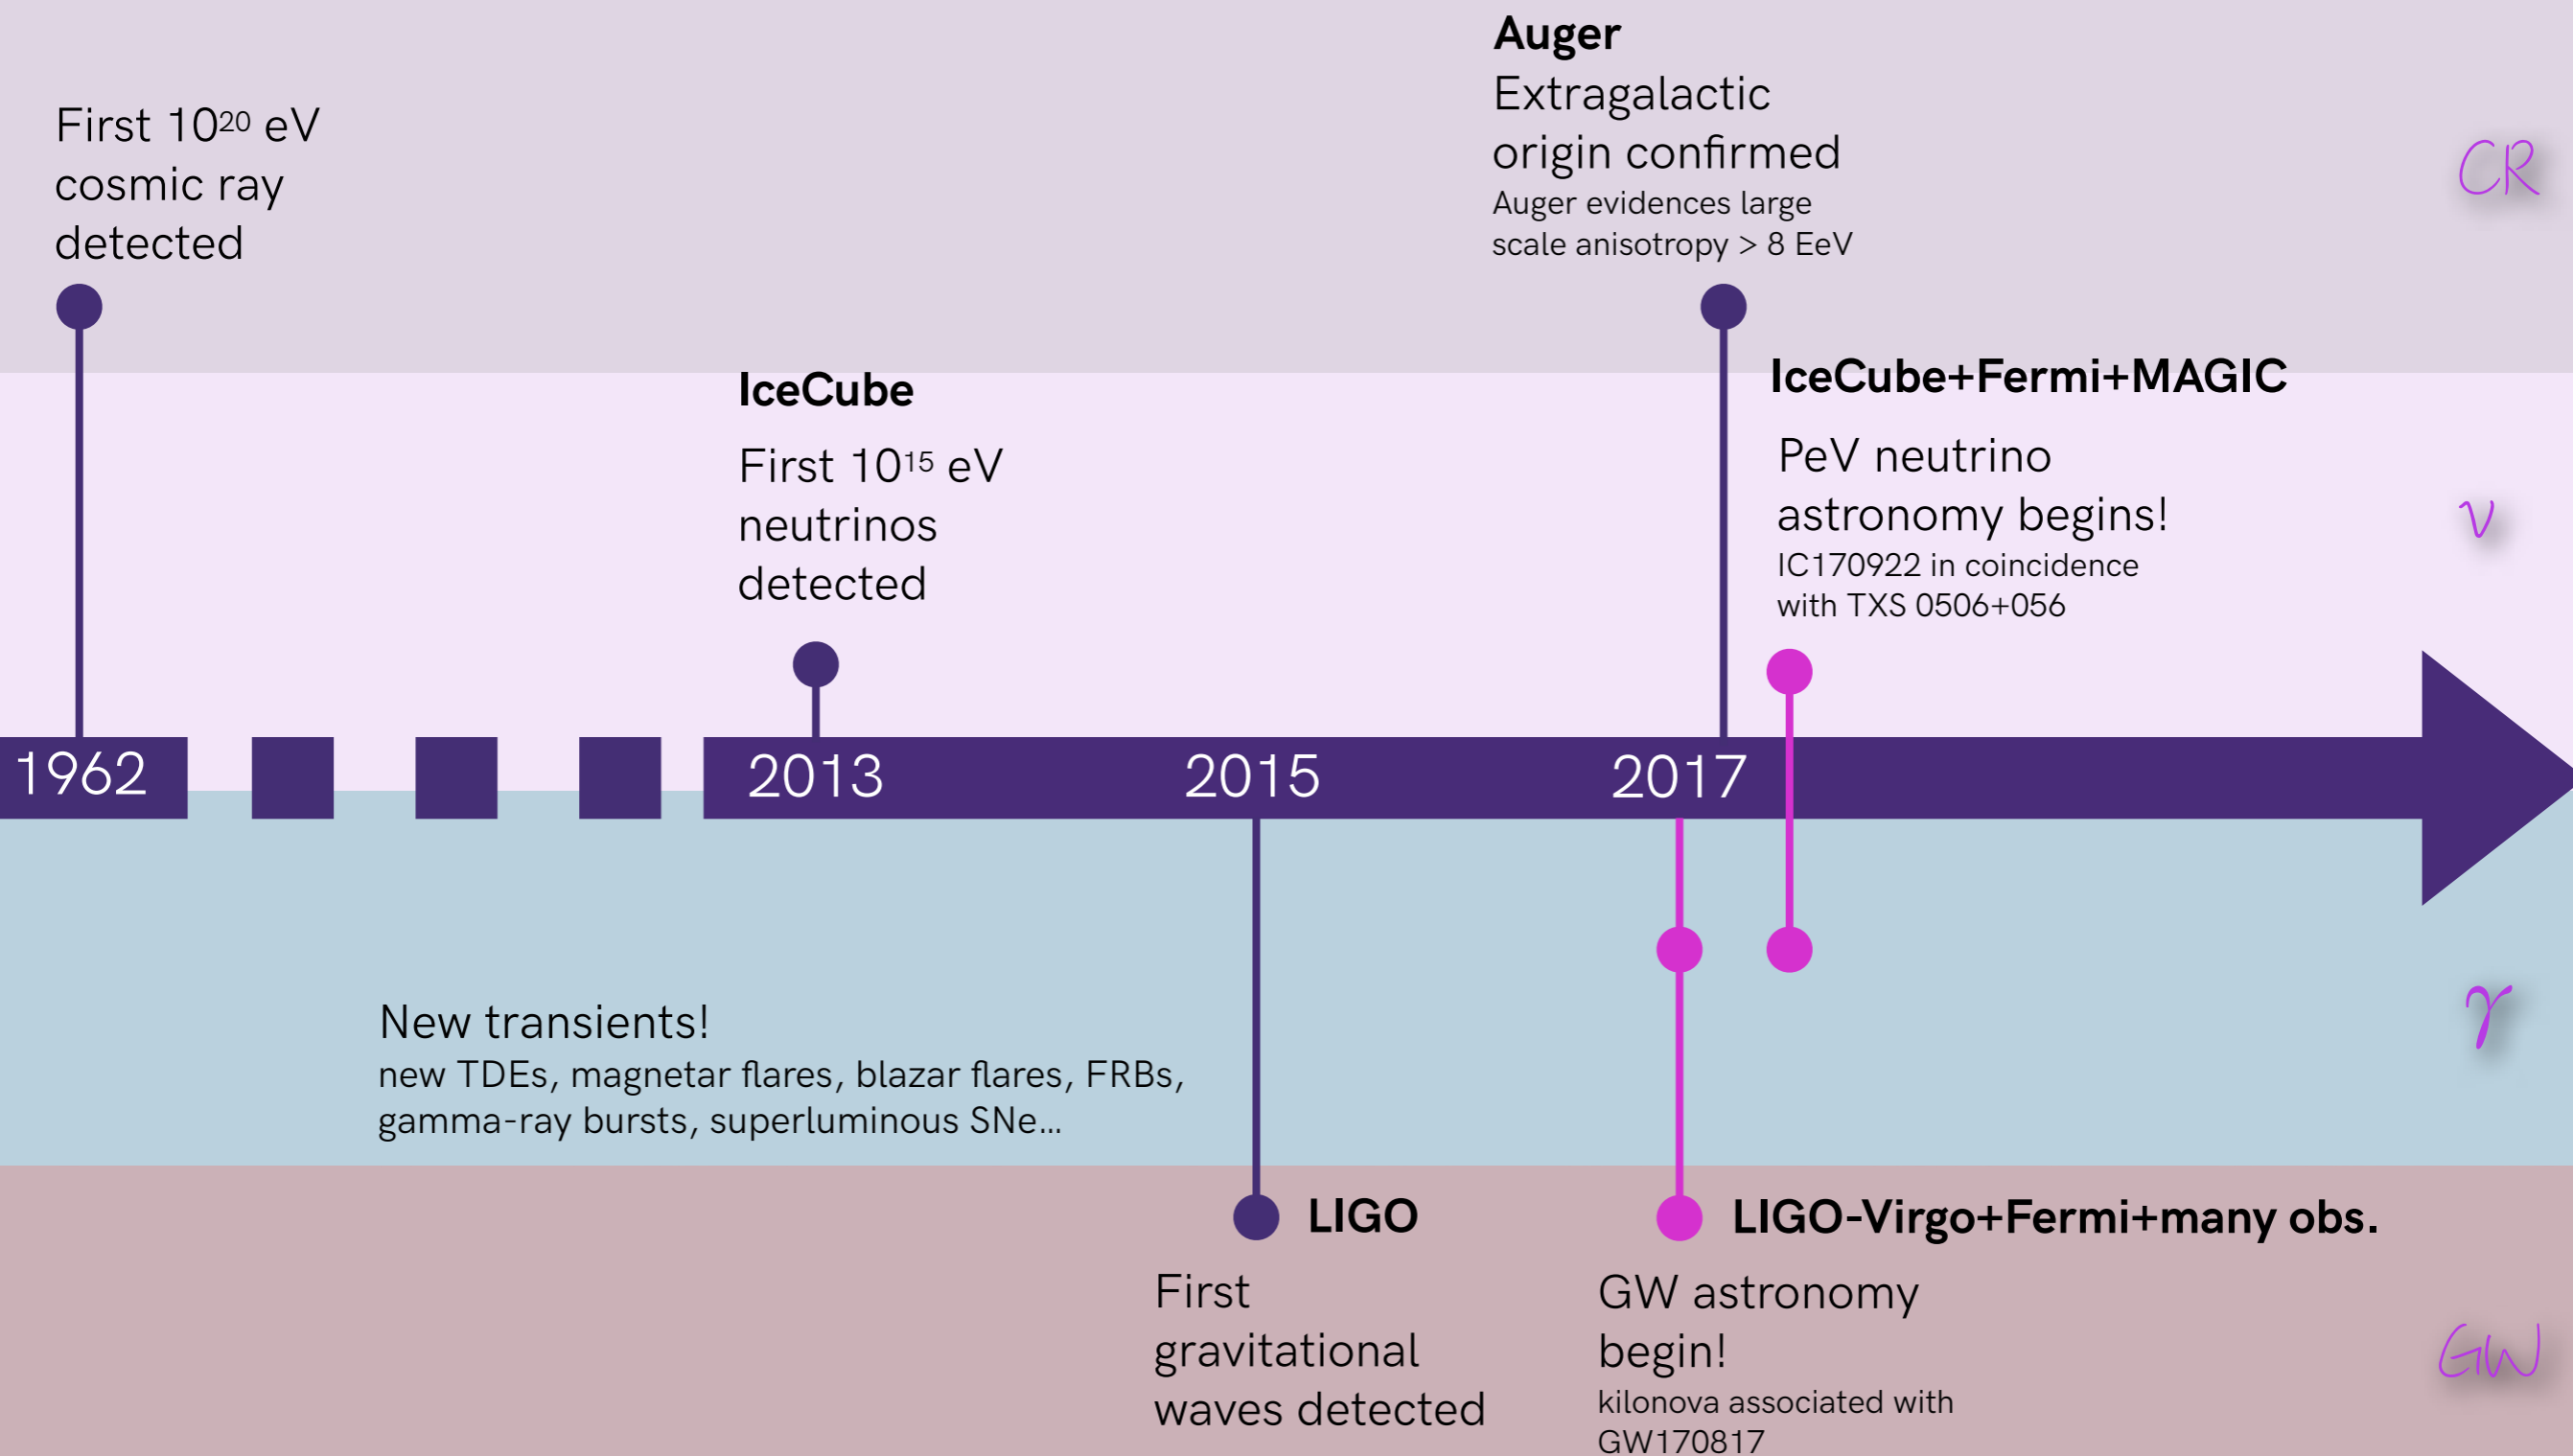 First 10²⁰ eV
cosmic ray
detected
Auger
Extragalactic
origin confirmed
Auger evidences large
scale anisotropy > 8 EeV
CR
IceCube
First 10¹⁵ eV
neutrinos
detected
IceCube+Fermi+MAGIC
PeV neutrino
astronomy begins!
IC170922 in coincidence
with TXS 0506+056
ν
1962
2013
2015
2017
New transients!
new TDEs, magnetar flares, blazar flares, FRBs,
gamma-ray bursts, superluminous SNe...
γ
LIGO
First
gravitational
waves detected
LIGO-Virgo+Fermi+many obs.
GW astronomy
begin!
kilonova associated with
GW170817
GW